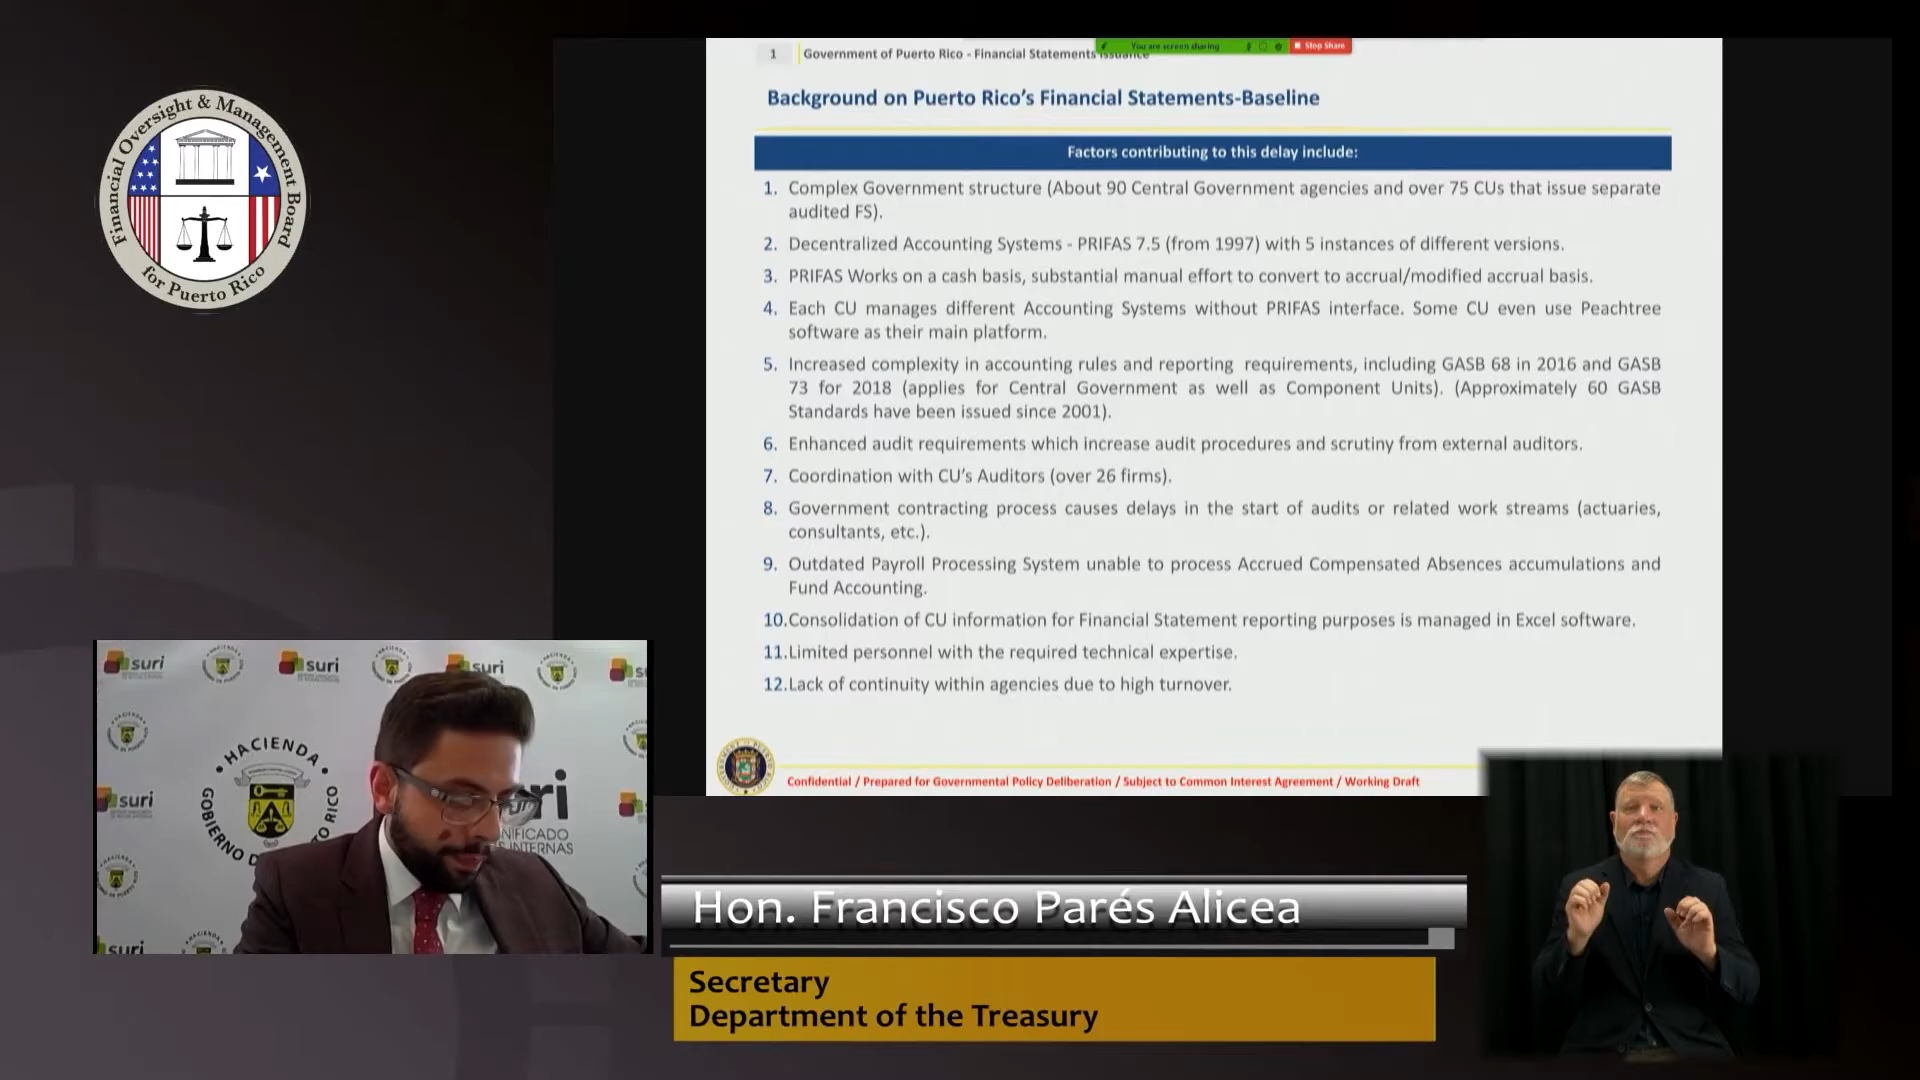 Financial Oversight & Management Board
for Puerto Rico
1
Government of Puerto Rico - Financial Statements Issuance
You are screen sharing
Stop Share
Background on Puerto Rico's Financial Statements-Baseline
Factors contributing to this delay include:
1. Complex Government structure (About 90 Central Government agencies and over 75 CUs that issue separate
audited FS).
2. Decentralized Accounting Systems - PRIFAS 7.5 (from 1997) with 5 instances of different versions.
3. PRIFAS Works on a cash basis, substantial manual effort to convert to accrual/modified accrual basis.
4. Each CU manages different Accounting Systems without PRIFAS interface. Some CU even use Peachtree
software as their main platform.
5. Increased complexity in accounting rules and reporting requirements, including GASB 68 in 2016 and GASB
73 for 2018 (applies for Central Government as well as Component Units). (Approximately 60 GASB
Standards have been issued since 2001).
6. Enhanced audit requirements which increase audit procedures and scrutiny from external auditors.
7. Coordination with CU's Auditors (over 26 firms).
8. Government contracting process causes delays in the start of audits or related work streams (actuaries,
consultants, etc.).
9. Outdated Payroll Processing System unable to process Accrued Compensated Absences accumulations and
Fund Accounting.
10.Consolidation of CU information for Financial Statement reporting purposes is managed in Excel software.
11.Limited personnel with the required technical expertise.
12.Lack of continuity within agencies due to high turnover.
Confidential / Prepared for Governmental Policy Deliberation / Subject to Common Interest Agreement / Working Draft
suri
suri
suri
HACIENDA
GOBIERNO
RICO
suri
suri
NIFICADO
INTERNAS
Hon. Francisco Parés Alicea
Secretary
Department of the Treasury